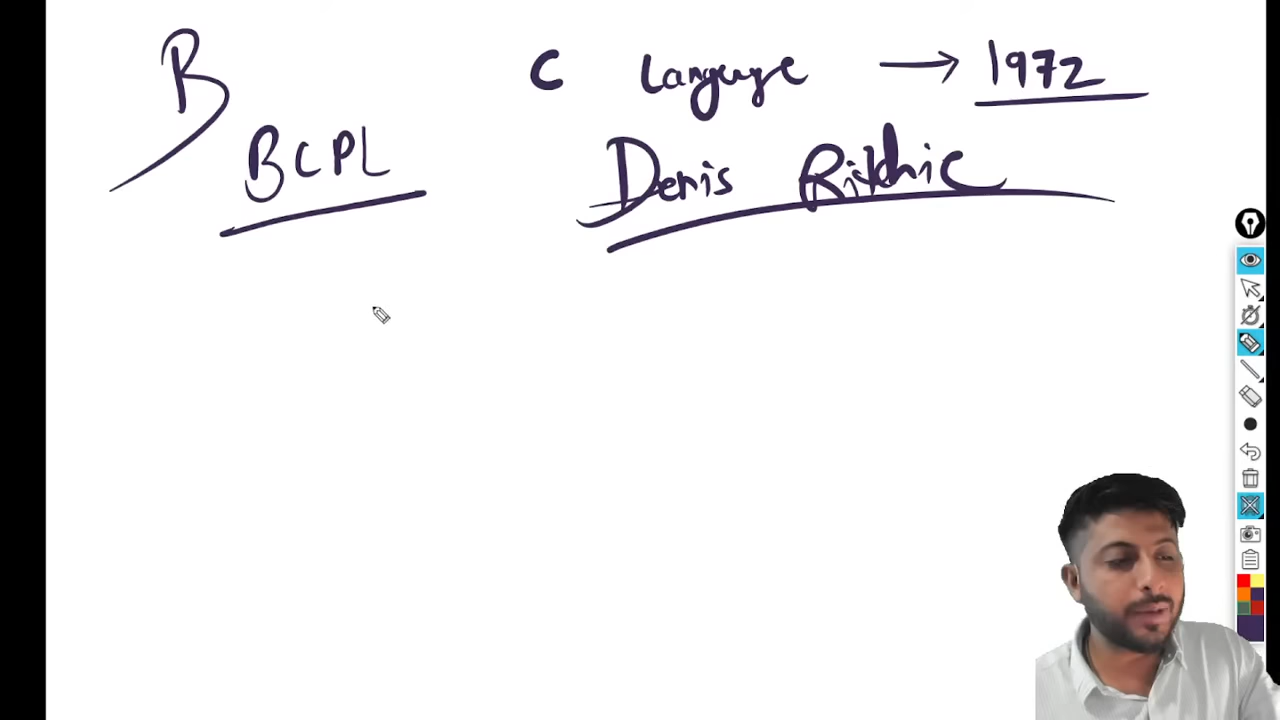 B
BCPL
C Language → 1972
Denis Ritchie